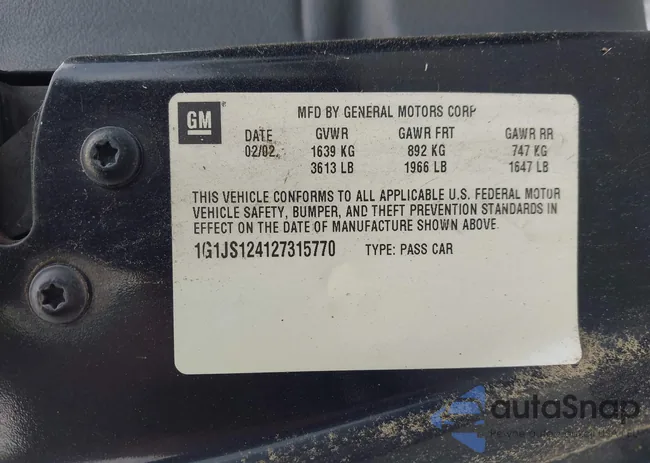 GM
MFD BY GENERAL MOTORS CORP
DATE GVWR GAWR FRT GAWR RR
02/02 1639 KG 892 KG 747 KG
3613 LB 1966 LB 1647 LB
THIS VEHICLE CONFORMS TO ALL APPLICABLE U.S. FEDERAL MOTOR
VEHICLE SAFETY, BUMPER, AND THEFT PREVENTION STANDARDS IN
EFFECT ON THE DATE OF MANUFACTURE SHOWN ABOVE.
1G1JS124127315770 TYPE: PASS CAR
autoSnap